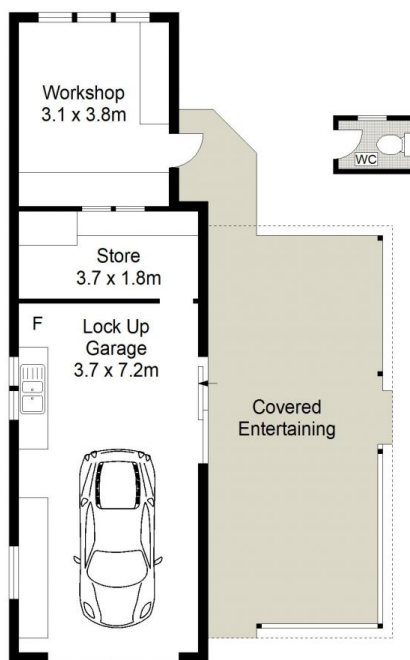 Workshop
3.1 x 3.8m
WC
Store
3.7 x 1.8m
F
Lock Up
Garage
3.7 x 7.2m
Covered
Entertaining